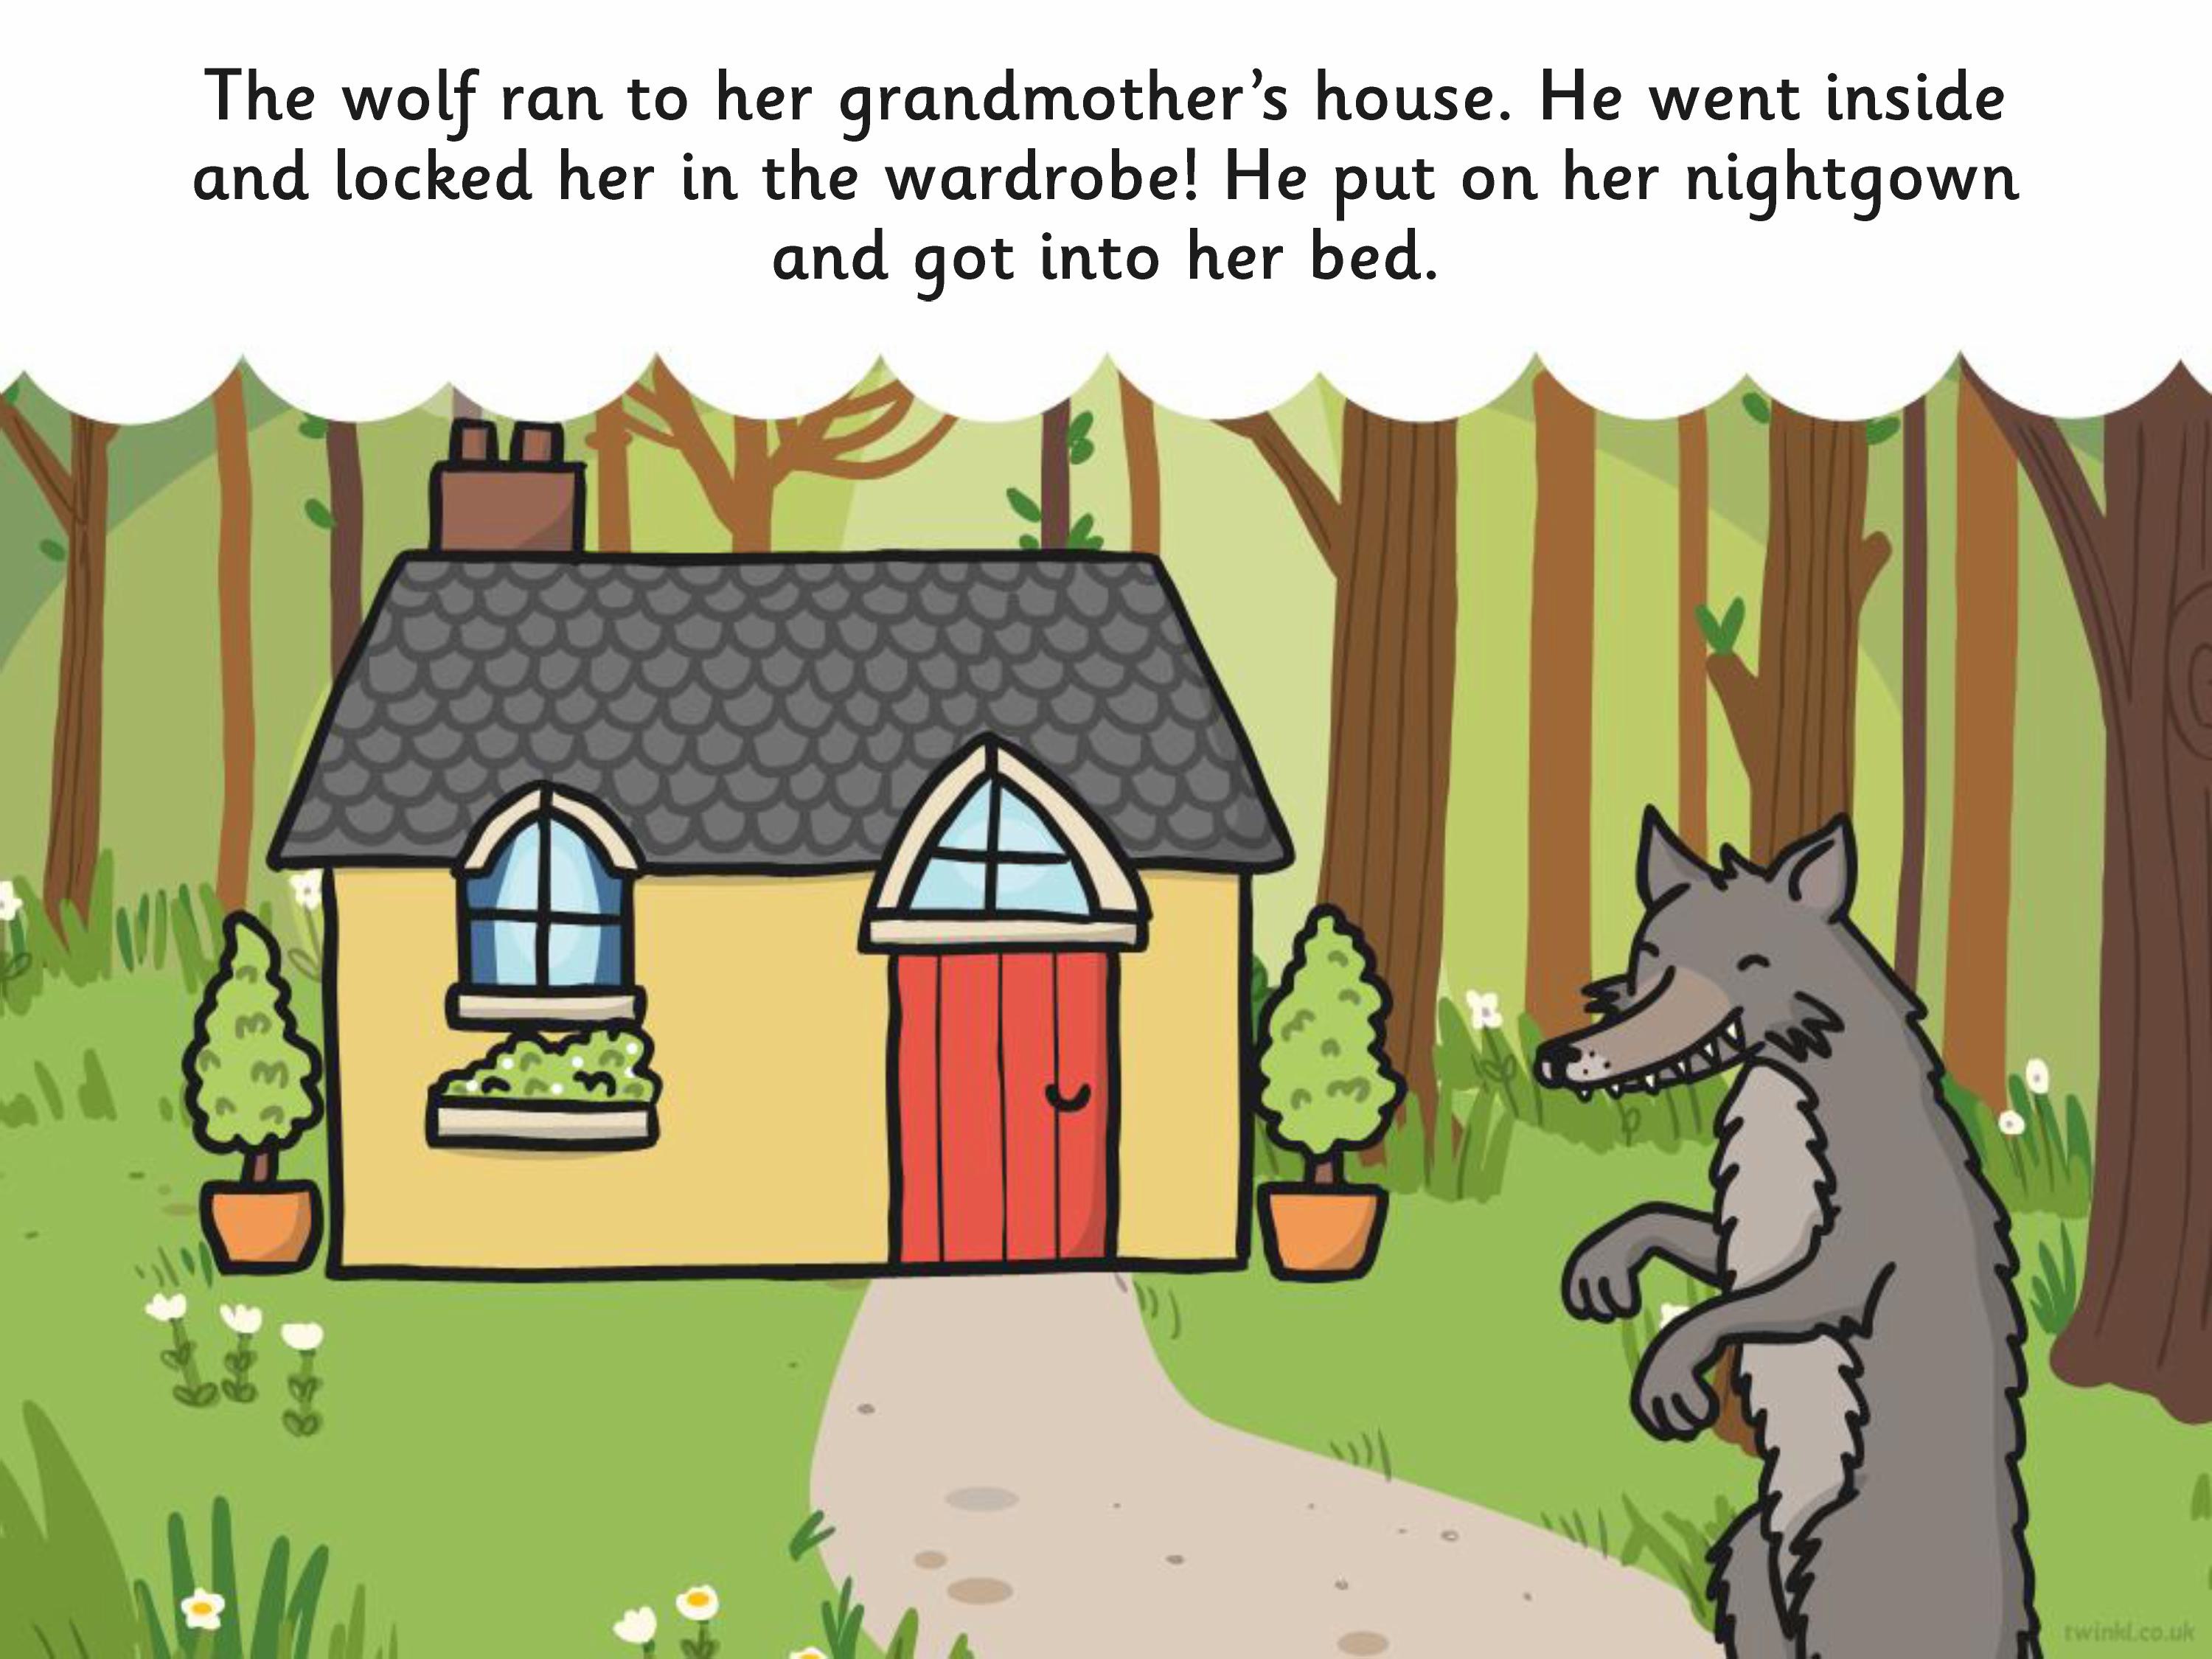 The wolf ran to her grandmother’s house. He went inside
and locked her in the wardrobe! He put on her nightgown
and got into her bed.
twinkl.co.uk